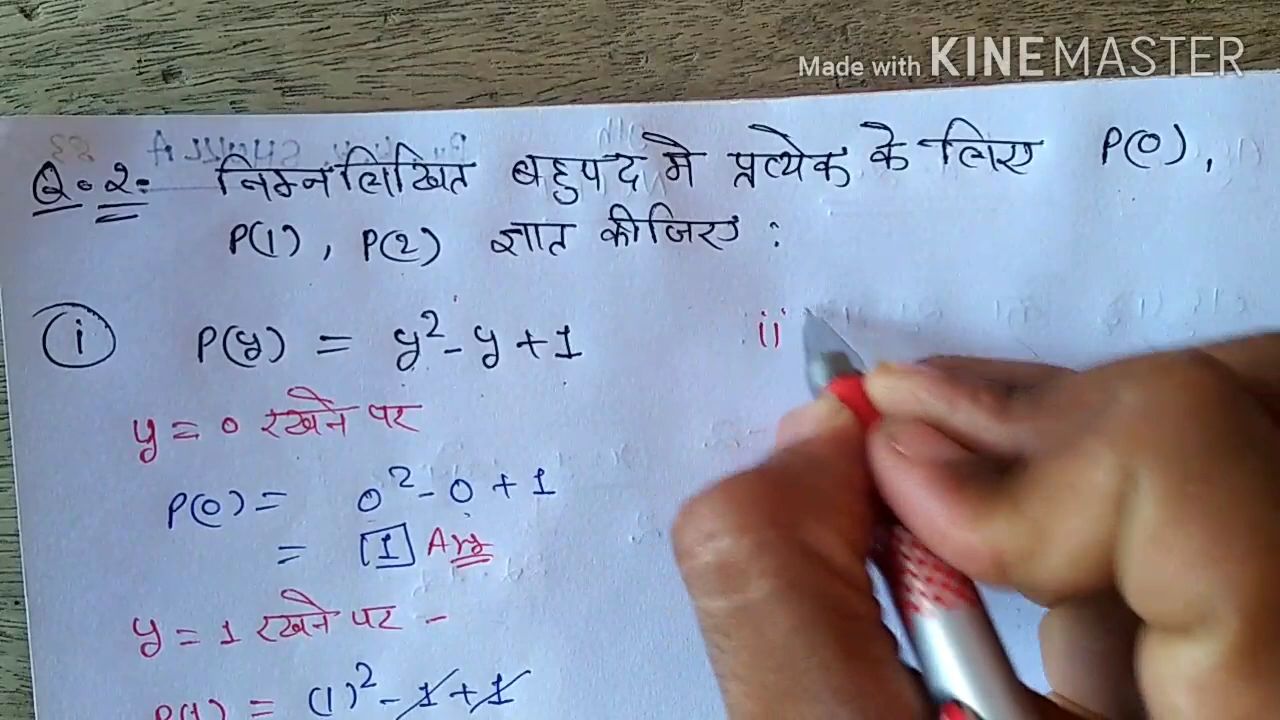 Made with KINEMASTER
Q.2. निम्नलिखित बहुपद मे प्रत्येक के लिए P(0),
P(1), P(2) ज्ञात कीजिए :
(i) P(y) = y² - y + 1
ii
y = 0 रखने पर
P(0) = 0² - 0 + 1
= 1 Ans
y = 1 रखने पर -
P(1) = (1)² - 1 + 1